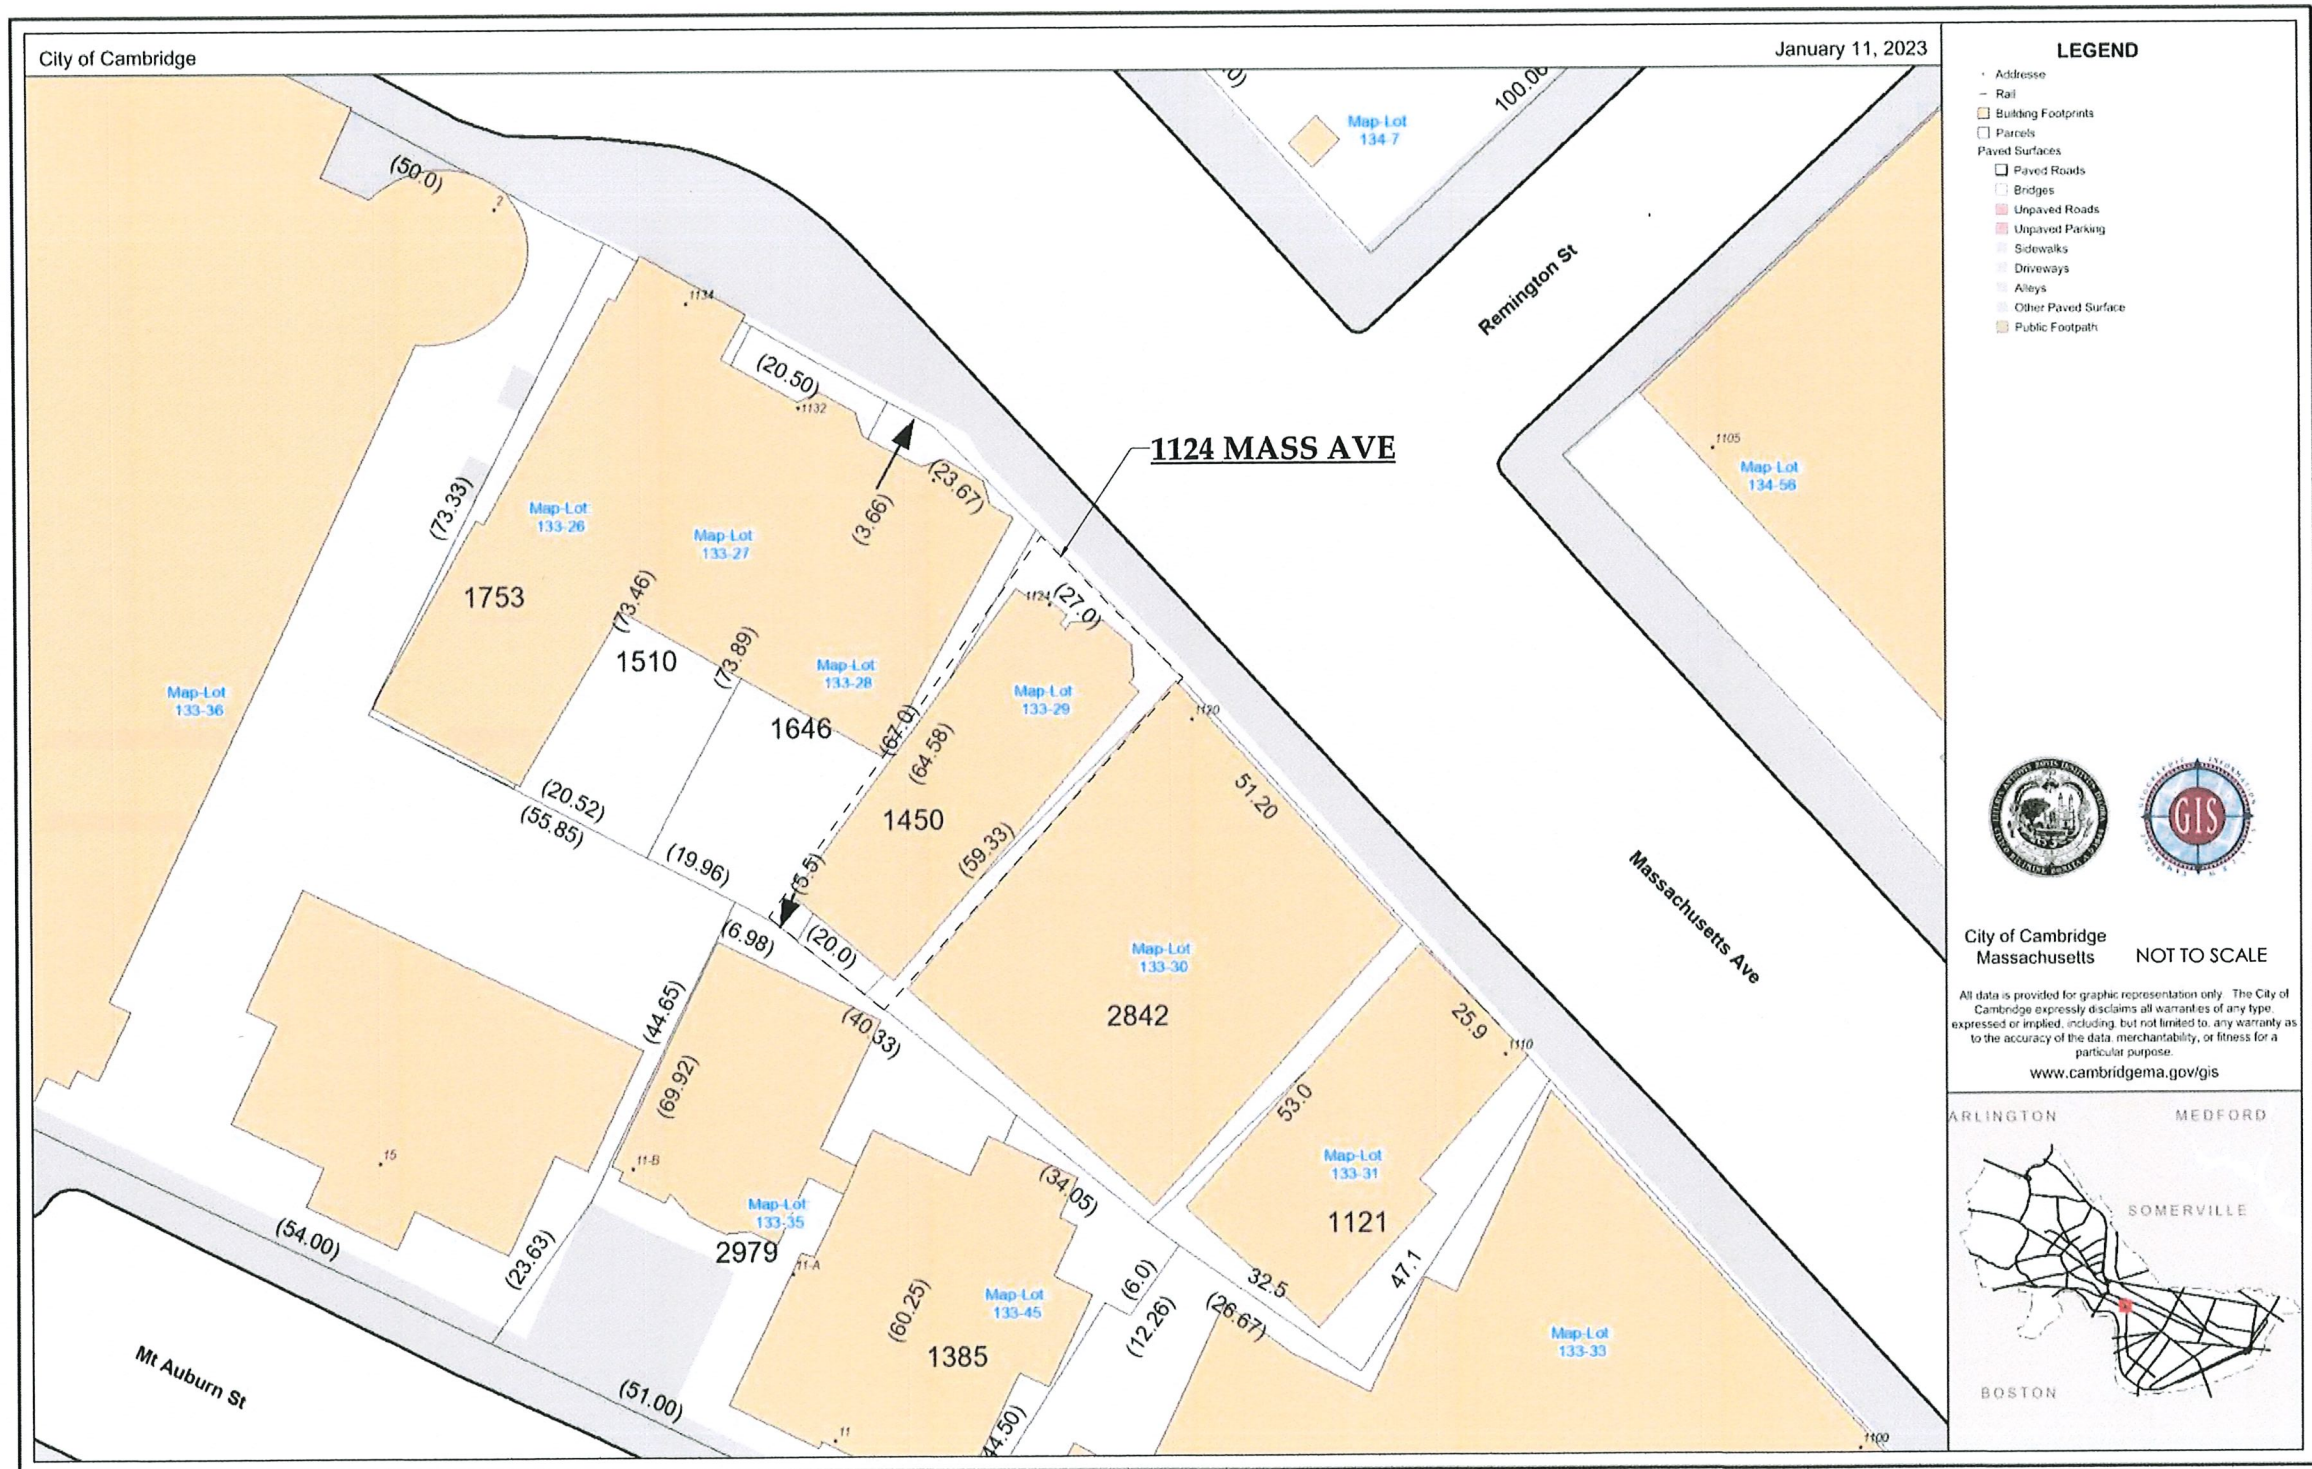 City of Cambridge
January 11, 2023
LEGEND
Addresse
Rail
Building Footprints
Parcels
Paved Surfaces
Paved Roads
Bridges
Unpaved Roads
Unpaved Parking
Sidewalks
Driveways
Alleys
Other Paved Surface
Public Footpath
100.00
Map-Lot
134-7
(50.0)
2
Remington St
1134
(20.50)
1132
1124 MASS AVE
1105
Map-Lot
134-56
(23.67)
(3.66)
(73.33)
Map-Lot
133-26
Map-Lot
133-27
1753
(73.46)
1124
(27.0)
1510
(73.89)
Map-Lot
133-28
Map-Lot
133-36
Map-Lot
133-29
1646
(67.0)
(64.58)
1120
51.20
(20.52)
(55.85)
1450
(59.33)
(19.96)
(5.5)
(6.98)
(20.0)
Massachusetts Ave
Map-Lot
133-30
2842
(44.65)
(40.33)
25.9
1110
(69.92)
53.0
15
11-B
Map-Lot
133-31
1121
(34.05)
Map-Lot
133-35
2979
11-A
(54.00)
(23.63)
(6.0)
32.5
47.1
(12.26)
(26.67)
(60.25)
Map-Lot
133-45
1385
Map-Lot
133-33
Mt Auburn St
(51.00)
11
44.50)
1100
GIS
City of Cambridge
Massachusetts
NOT TO SCALE
All data is provided for graphic representation only. The City of
Cambridge expressly disclaims all warranties of any type,
expressed or implied, including, but not limited to, any warranty as
to the accuracy of the data, merchantability, or fitness for a
particular purpose.
www.cambridgema.gov/gis
ARLINGTON
MEDFORD
SOMERVILLE
BOSTON